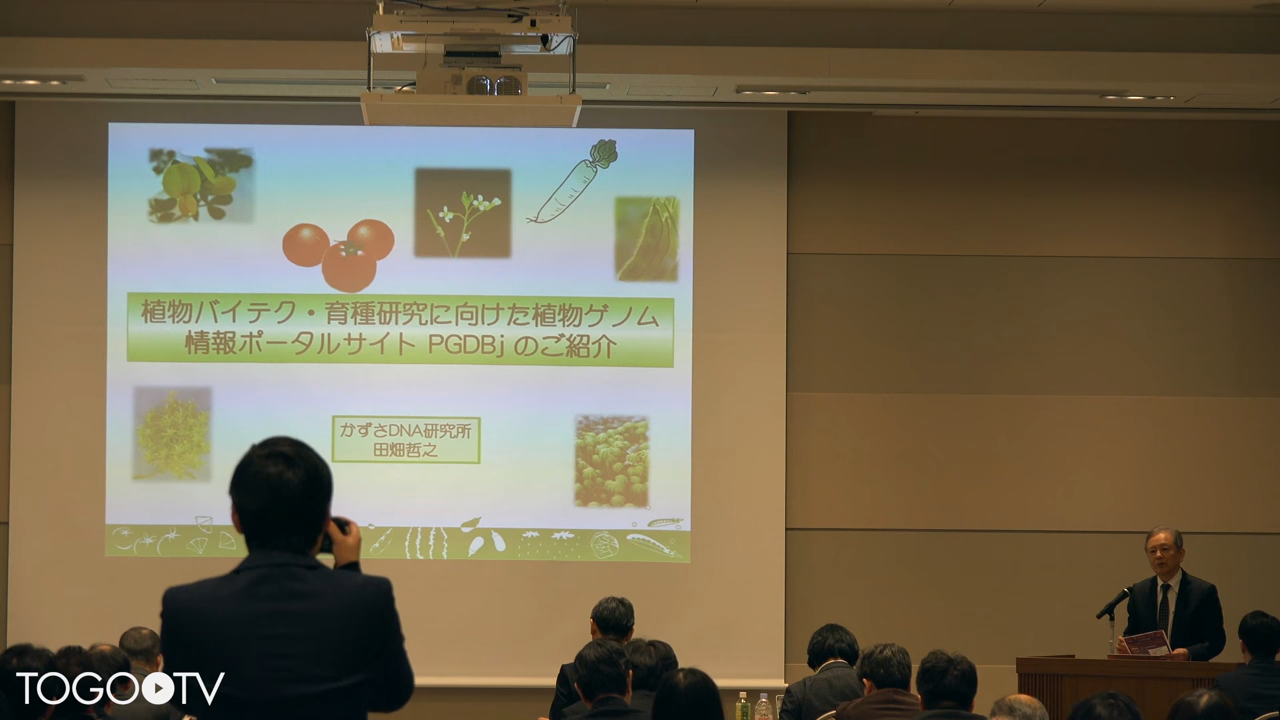 植物バイテク・育種研究に向けた植物ゲノム
情報ポータルサイト PGDBj のご紹介
かずさDNA研究所
田畑哲之
TOGOTV